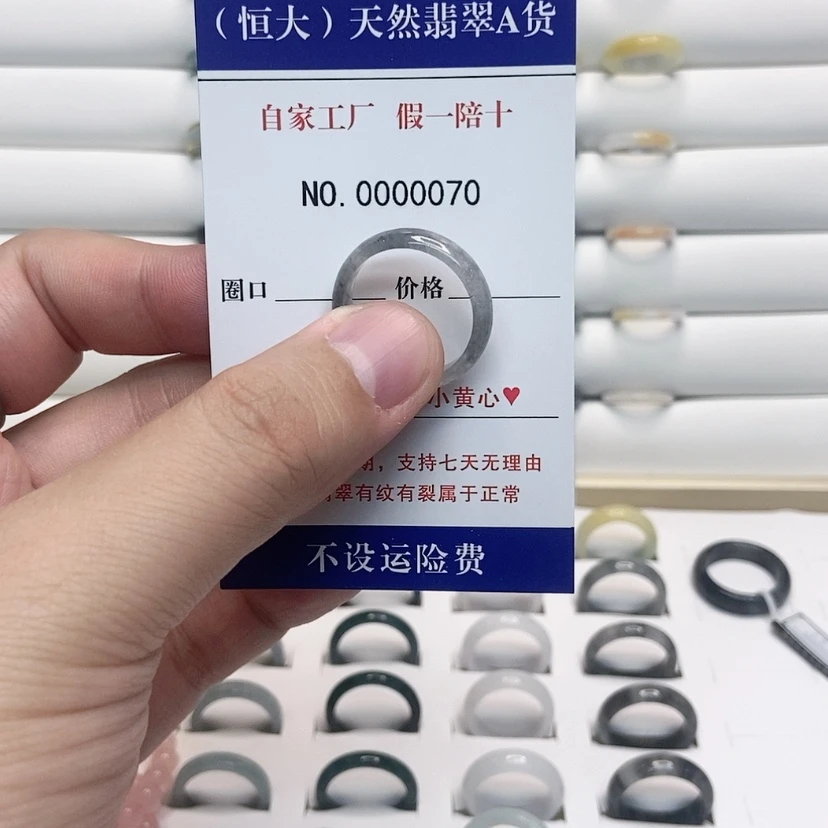 （恒大）天然翡翠A货
自家工厂 假一陪十
NO.0000070
圈口 价格
小黄心♥
期，支持七天无理由
翠有纹有裂属于正常
不设运险费